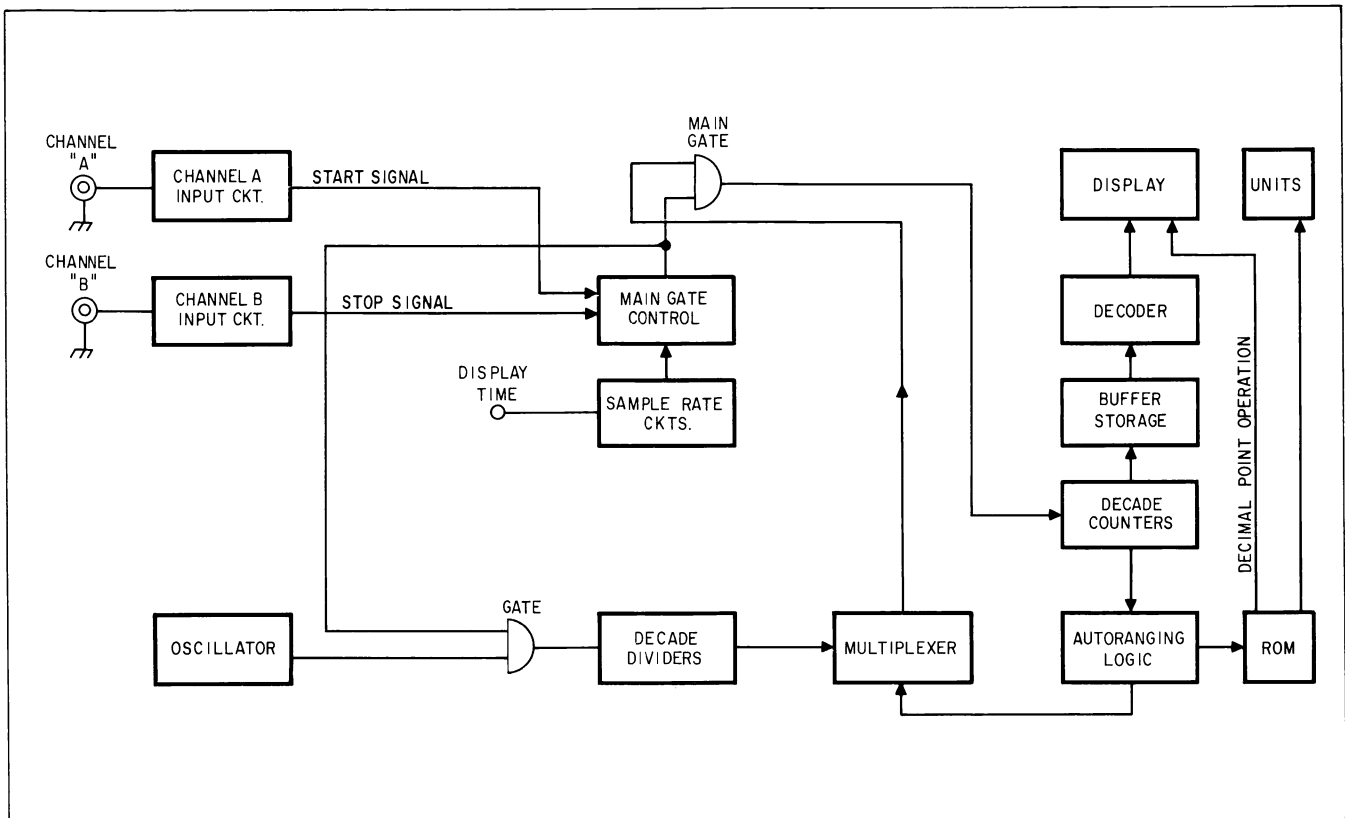 CHANNEL
"A"
CHANNEL A
INPUT CKT.
START SIGNAL
MAIN
GATE
DISPLAY
UNITS
CHANNEL
"B"
CHANNEL B
INPUT CKT.
STOP SIGNAL
MAIN GATE
CONTROL
DECODER
DISPLAY
TIME
SAMPLE RATE
CKTS.
BUFFER
STORAGE
DECIMAL POINT OPERATION
DECADE
COUNTERS
OSCILLATOR
GATE
DECADE
DIVIDERS
MULTIPLEXER
AUTORANGING
LOGIC
ROM